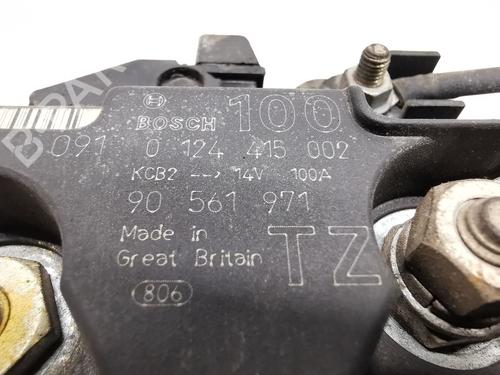 BOSCH 100
091 0 124 415 002
KCB2 --> 14V 100A
90 561 971
Made in
Great Britain
TZ
806